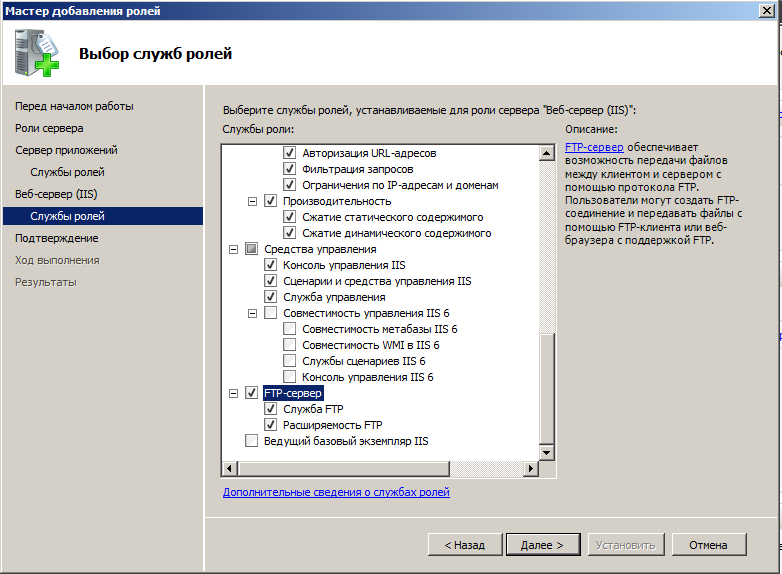 Мастер добавления ролей
Выбор служб ролей
Перед началом работы
Роли сервера
Сервер приложений
Службы ролей
Веб-сервер (IIS)
Службы ролей
Подтверждение
Ход выполнения
Результаты
Выберите службы ролей, устанавливаемые для роли сервера "Веб-сервер (IIS)":
Службы роли:
Авторизация URL-адресов
Фильтрация запросов
Ограничения по IP-адресам и доменам
Производительность
Сжатие статического содержимого
Сжатие динамического содержимого
Средства управления
Консоль управления IIS
Сценарии и средства управления IIS
Служба управления
Совместимость управления IIS 6
Совместимость метабазы IIS 6
Совместимость WMI в IIS 6
Службы сценариев IIS 6
Консоль управления IIS 6
FTP-сервер
Служба FTP
Расширяемость FTP
Ведущий базовый экземпляр IIS
Дополнительные сведения о службах ролей
Описание:
FTP-сервер обеспечивает
возможность передачи файлов
между клиентом и сервером с
помощью протокола FTP.
Пользователи могут создать FTP-
соединение и передавать файлы с
помощью FTP-клиента или веб-
браузера с поддержкой FTP.
< Назад
Далее >
Установить
Отмена